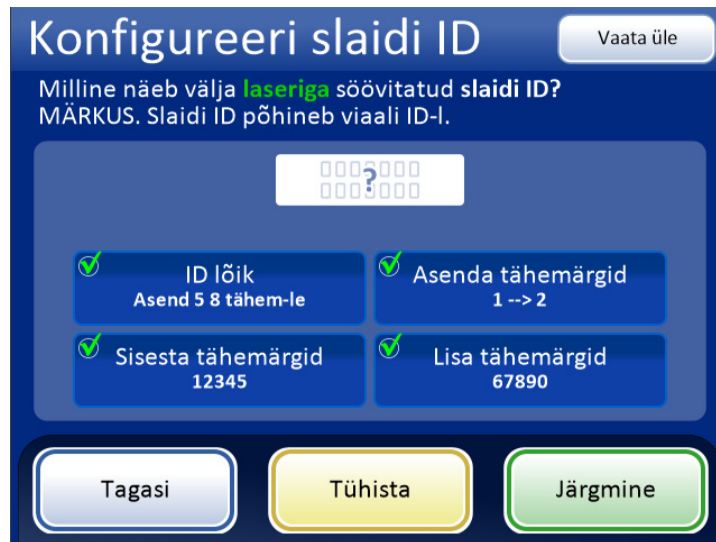 Konfigureeri slaidi ID
Vaata üle
Milline näeb välja laseriga söövitatud slaidi ID?
MÄRKUS. Slaidi ID põhineb viaali ID-l.
?
ID lõik
Asend 5 8 tähem-le
Asenda tähemärgid
1 --> 2
Sisesta tähemärgid
12345
Lisa tähemärgid
67890
Tagasi
Tühista
Järgmine